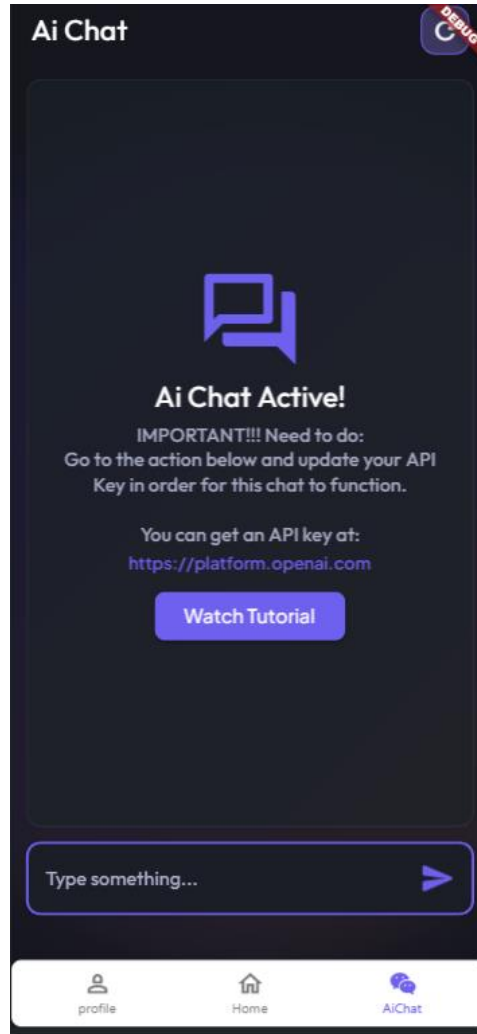 Ai Chat
DEBUG
Ai Chat Active!
IMPORTANT!!! Need to do:
Go to the action below and update your API
Key in order for this chat to function.
You can get an API key at:
https://platform.openai.com
Watch Tutorial
Type something...
profile
Home
AiChat